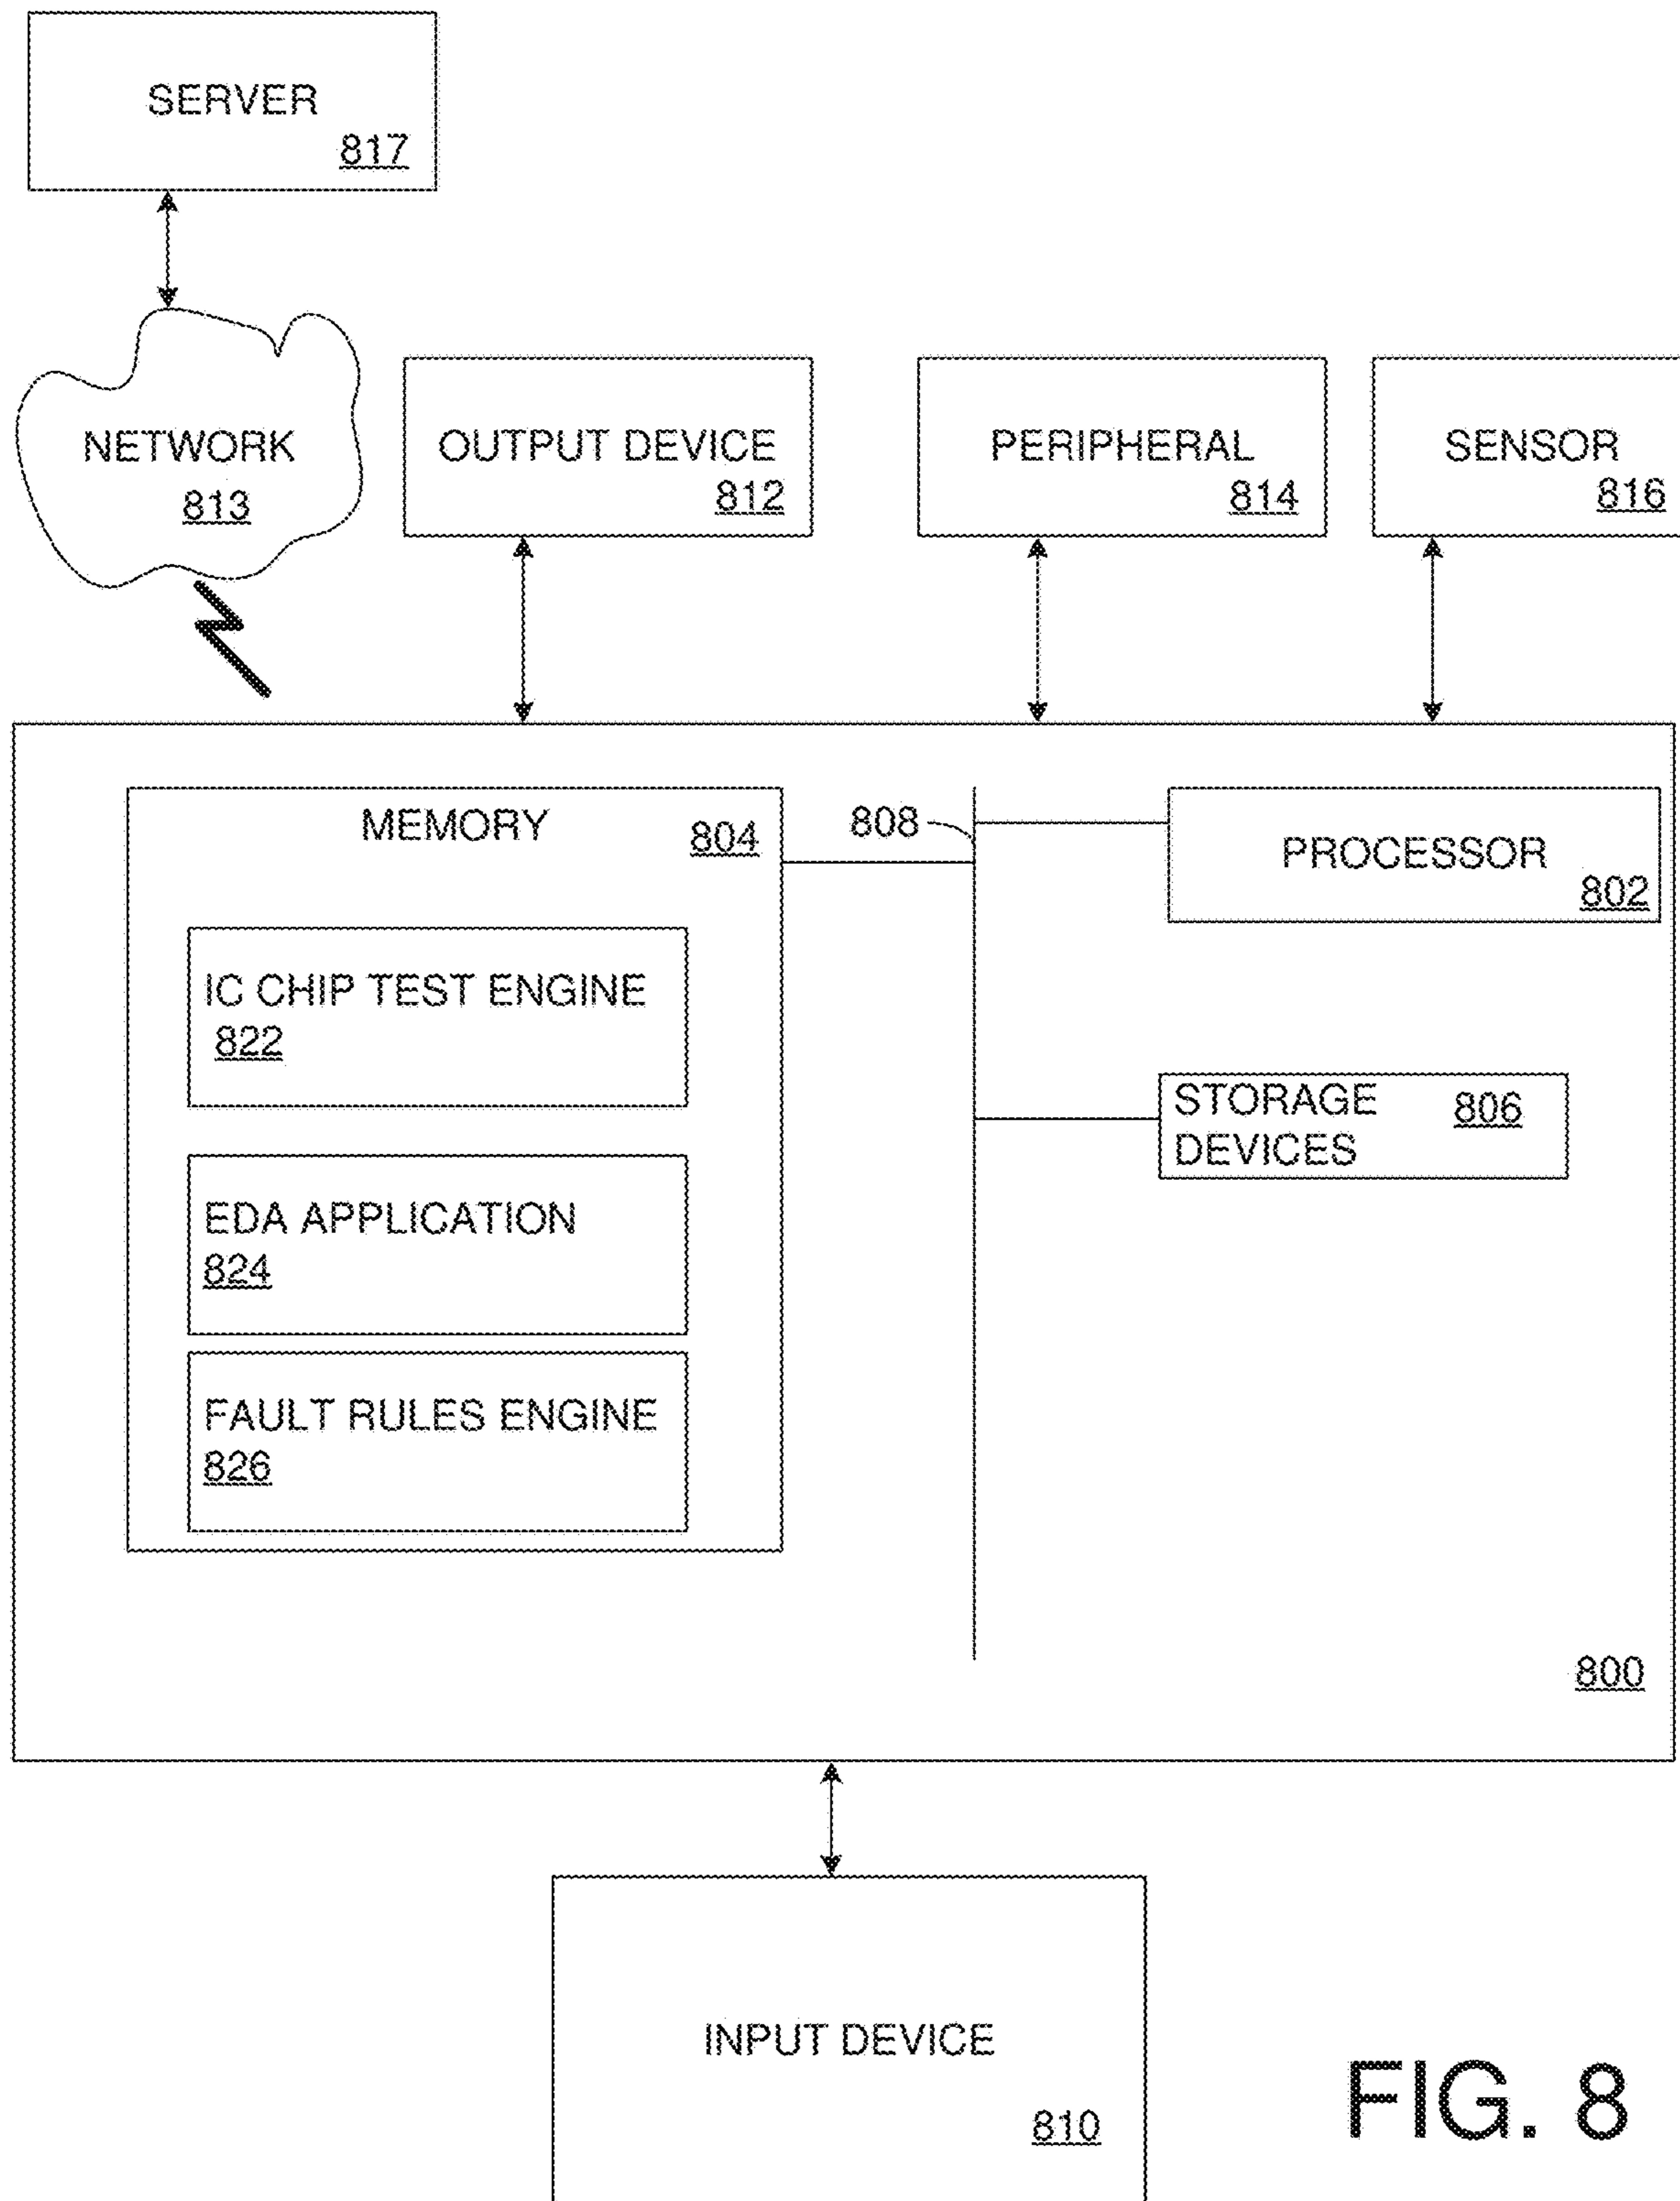 SERVER
817
NETWORK
813
OUTPUT DEVICE
812
PERIPHERAL
814
SENSOR
816
MEMORY
804
808
PROCESSOR
802
IC CHIP TEST ENGINE
822
STORAGE
DEVICES
806
EDA APPLICATION
824
FAULT RULES ENGINE
826
800
INPUT DEVICE
810
FIG. 8